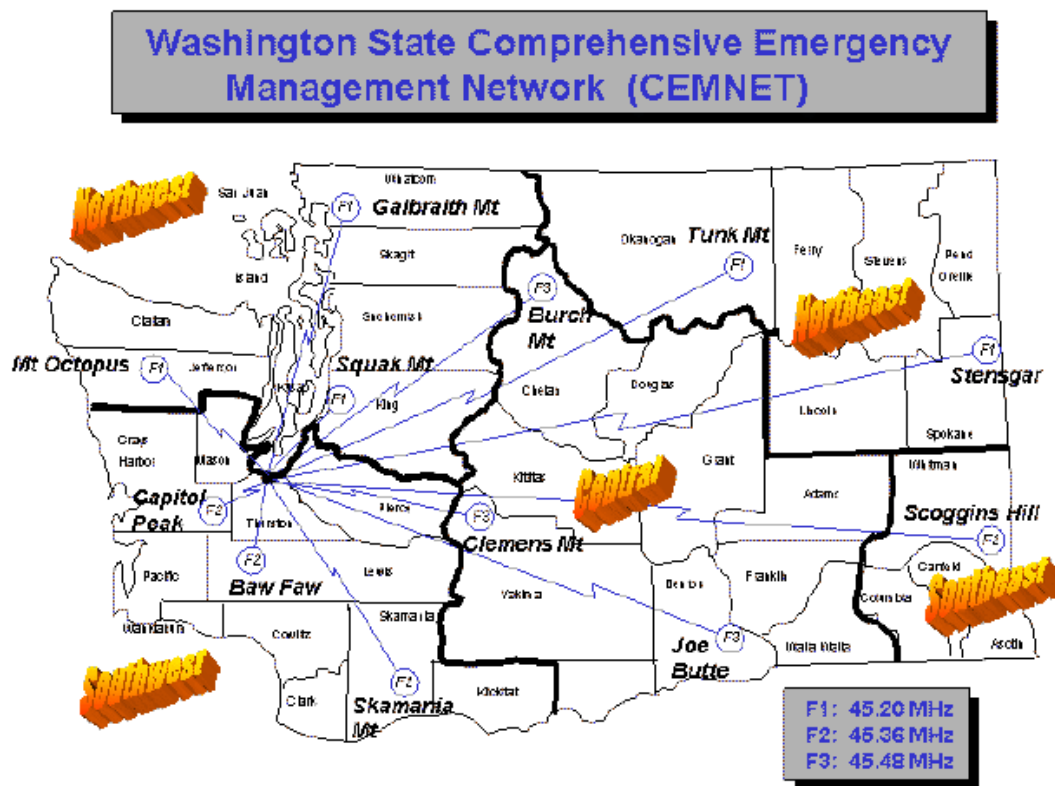 Washington State Comprehensive Emergency
Management Network (CEMNET)
Northwest
San Juan
Whatcom
F1
Galbraith Mt
Skagit
Island
Okanogan
Tunk Mt
F1
Ferry
Stevens
Pend
Oreille
Northeast
F3
Burch
Mt
Snohomish
Clallam
Mt Octopus
F1
Jefferson
Squak Mt
F1
Kitsap
King
Chelan
Douglas
F1
Stensgar
Lincoln
Spokane
Grays
Harbor
Mason
Kittitas
Central
Grant
Adams
Whitman
Capitol
Peak
F2
Thurston
Pierce
F3
Clemens Mt
Scoggins Hill
F2
F2
Baw Faw
Pacific
Lewis
Yakima
Benton
Franklin
Garfield
Columbia
Southeast
Asotin
Wahkiakum
Cowlitz
Skamania
Joe
Butte
F3
Walla Walla
Southwest
Clark
F2
Skamania
Mt
Klickitat
F1: 45.20 MHz
F2: 45.36 MHz
F3: 45.48 MHz